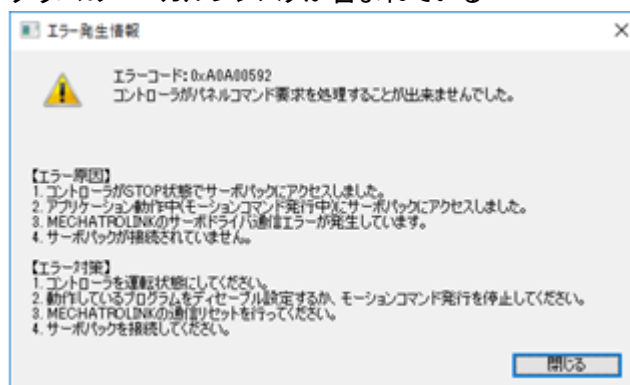 エラー発生情報
エラーコード:0xA0A00592
コントローラがパネルコマンド要求を処理することが出来ませんでした。
【エラー原因】
1. コントローラがSTOP状態でサーボパックにアクセスしました。
2. アプリケーション動作中(モーションコマンド発行中)にサーボパックにアクセスしました。
3. MECHATROLINKのサーボドライバ通信エラーが発生しています。
4. サーボパックが接続されていません。
【エラー対策】
1. コントローラを運転状態にしてください。
2. 動作しているプログラムをディセーブル設定するか、モーションコマンド発行を停止してください。
3. MECHATROLINKの通信リセットを行ってください。
4. サーボパックを接続してください。
閉じる